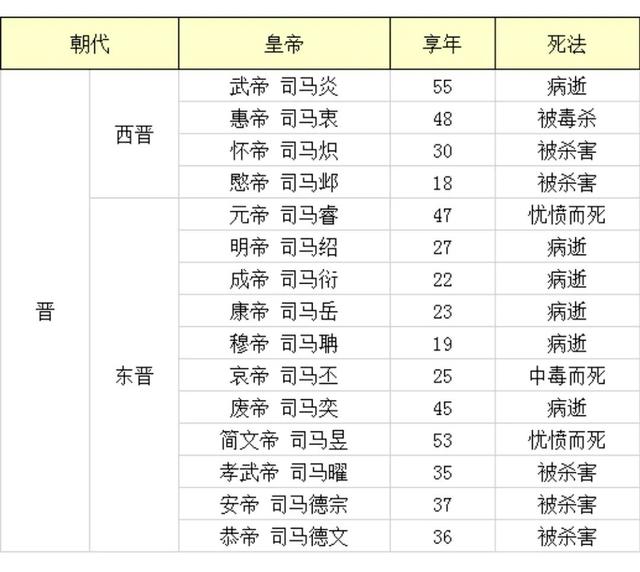 朝代 皇帝 享年 死法
武帝 司马炎 55 病逝
惠帝 司马衷 48 被毒杀
西晋
怀帝 司马炽 30 被杀害
愍帝 司马邺 18 被杀害
元帝 司马睿 47 忧愤而死
明帝 司马绍 27 病逝
成帝 司马衍 22 病逝
晋
康帝 司马岳 23 病逝
穆帝 司马聃 19 病逝
东晋
哀帝 司马丕 25 中毒而死
废帝 司马奕 45 病逝
简文帝 司马昱 53 忧愤而死
孝武帝 司马曜 35 被杀害
安帝 司马德宗 37 被杀害
恭帝 司马德文 36 被杀害